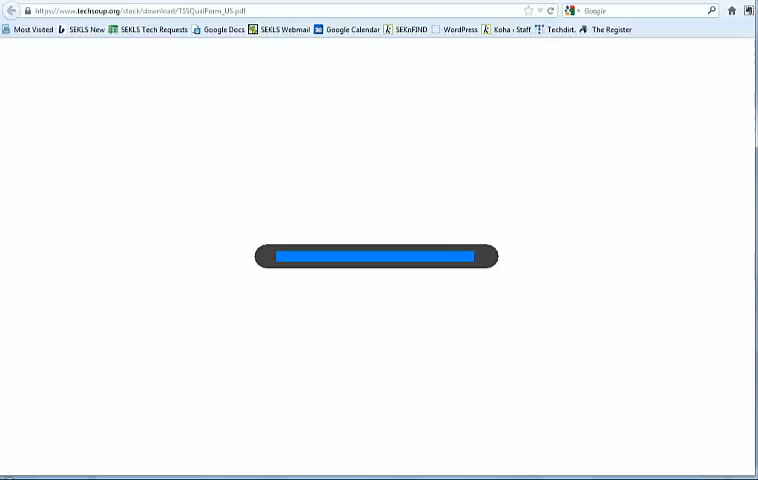 https://www.techsoup.org/stock/download/TSSQualForm_US.pdf Google
Most Visited SEKLS New SEKLS Tech Requests Google Docs SEKLS Webmail Google Calendar SEKnFIND WordPress Koha › Staff Techdirt. The Register